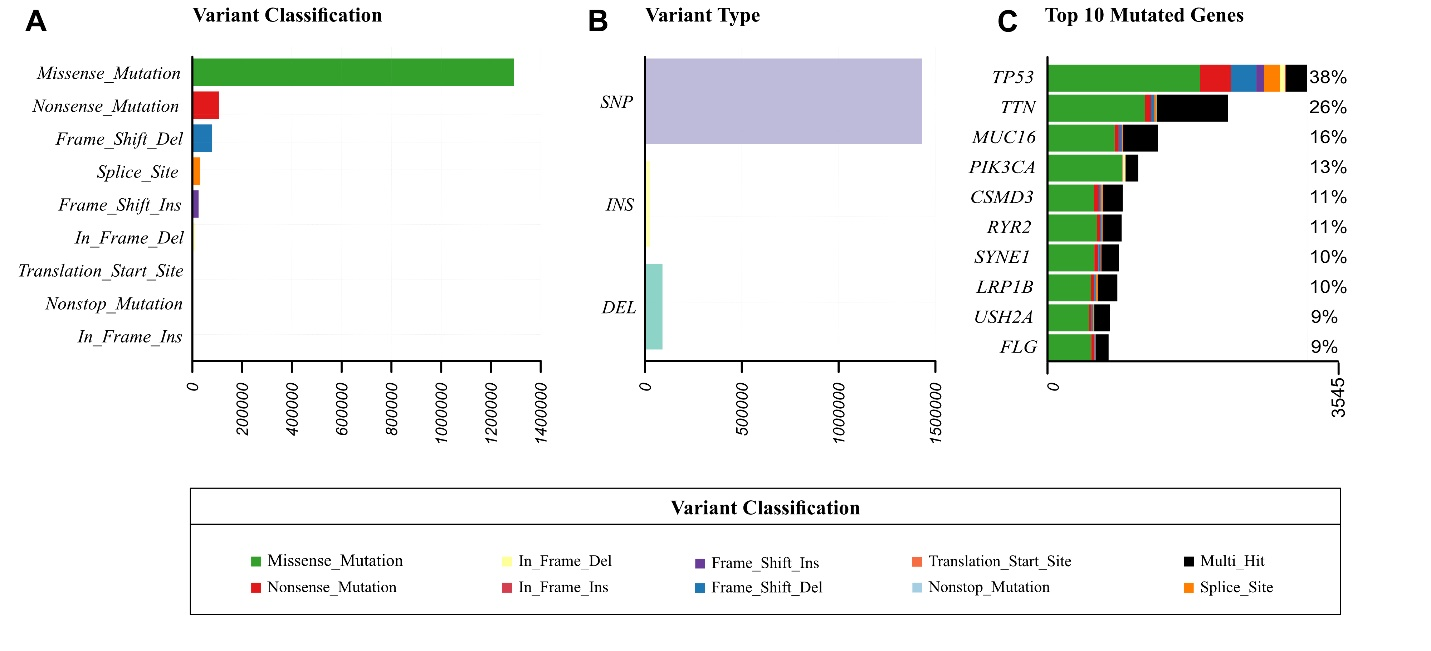 A
Variant Classification
Missense_Mutation
Nonsense_Mutation
Frame_Shift_Del
Splice_Site
Frame_Shift_Ins
In_Frame_Del
Translation_Start_Site
Nonstop_Mutation
In_Frame_Ins
0
200000
400000
600000
800000
1000000
1200000
1400000
B
Variant Type
SNP
INS
DEL
0
500000
1000000
1500000
C
Top 10 Mutated Genes
TP53 38%
TTN 26%
MUC16 16%
PIK3CA 13%
CSMD3 11%
RYR2 11%
SYNE1 10%
LRP1B 10%
USH2A 9%
FLG 9%
0
3545
Variant Classification
Missense_Mutation In_Frame_Del Frame_Shift_Ins Translation_Start_Site Multi_Hit
Nonsense_Mutation In_Frame_Ins Frame_Shift_Del Nonstop_Mutation Splice_Site